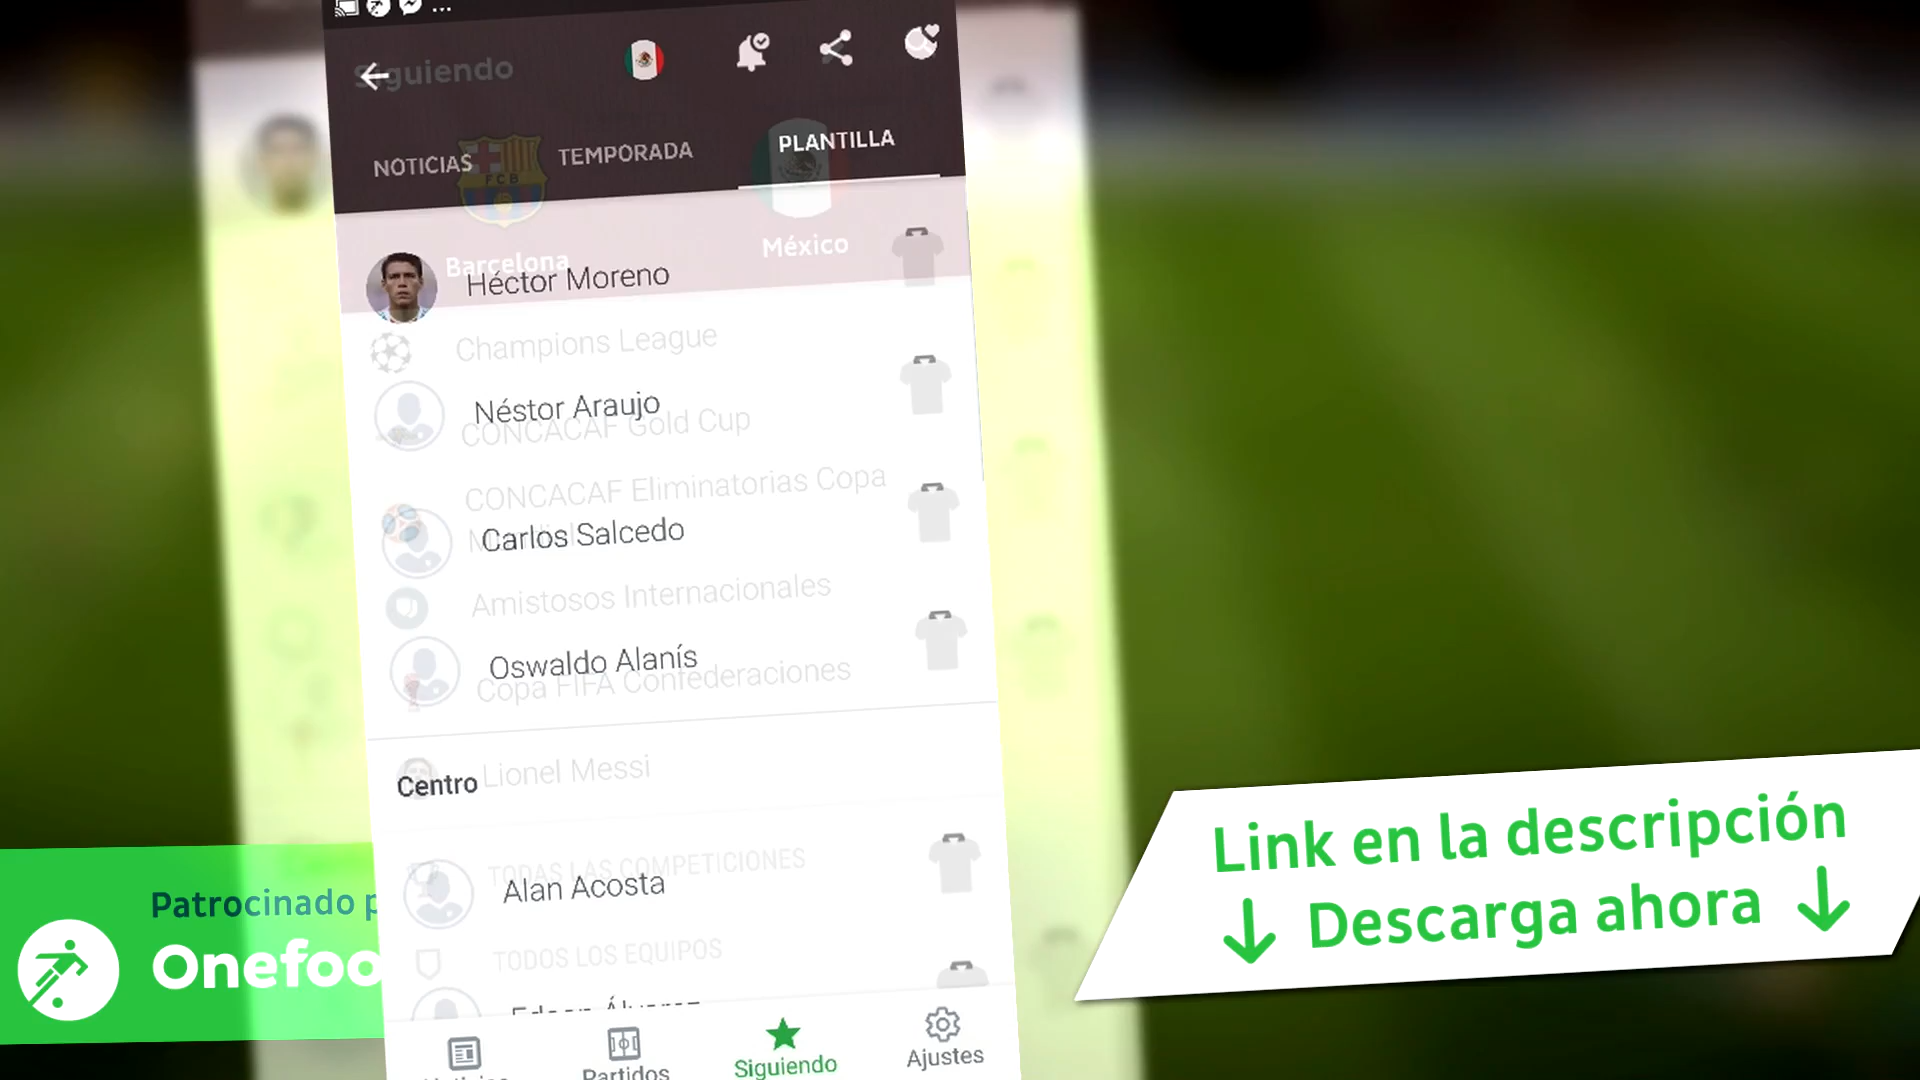 Siguiendo
NOTICIAS
TEMPORADA
PLANTILLA
FCB
Barcelona
México
Héctor Moreno
Champions League
Néstor Araujo
CONCACAF Gold Cup
CONCACAF Eliminatorias Copa
Carlos Salcedo
Amistosos Internacionales
Oswaldo Alanís
Copa FIFA Confederaciones
Lionel Messi
Centro
TODAS LAS COMPETICIONES
Alan Acosta
TODOS LOS EQUIPOS
Partidos
Siguiendo
Ajustes
Patrocinado p
Onefoo
Link en la descripción
↓ Descarga ahora ↓